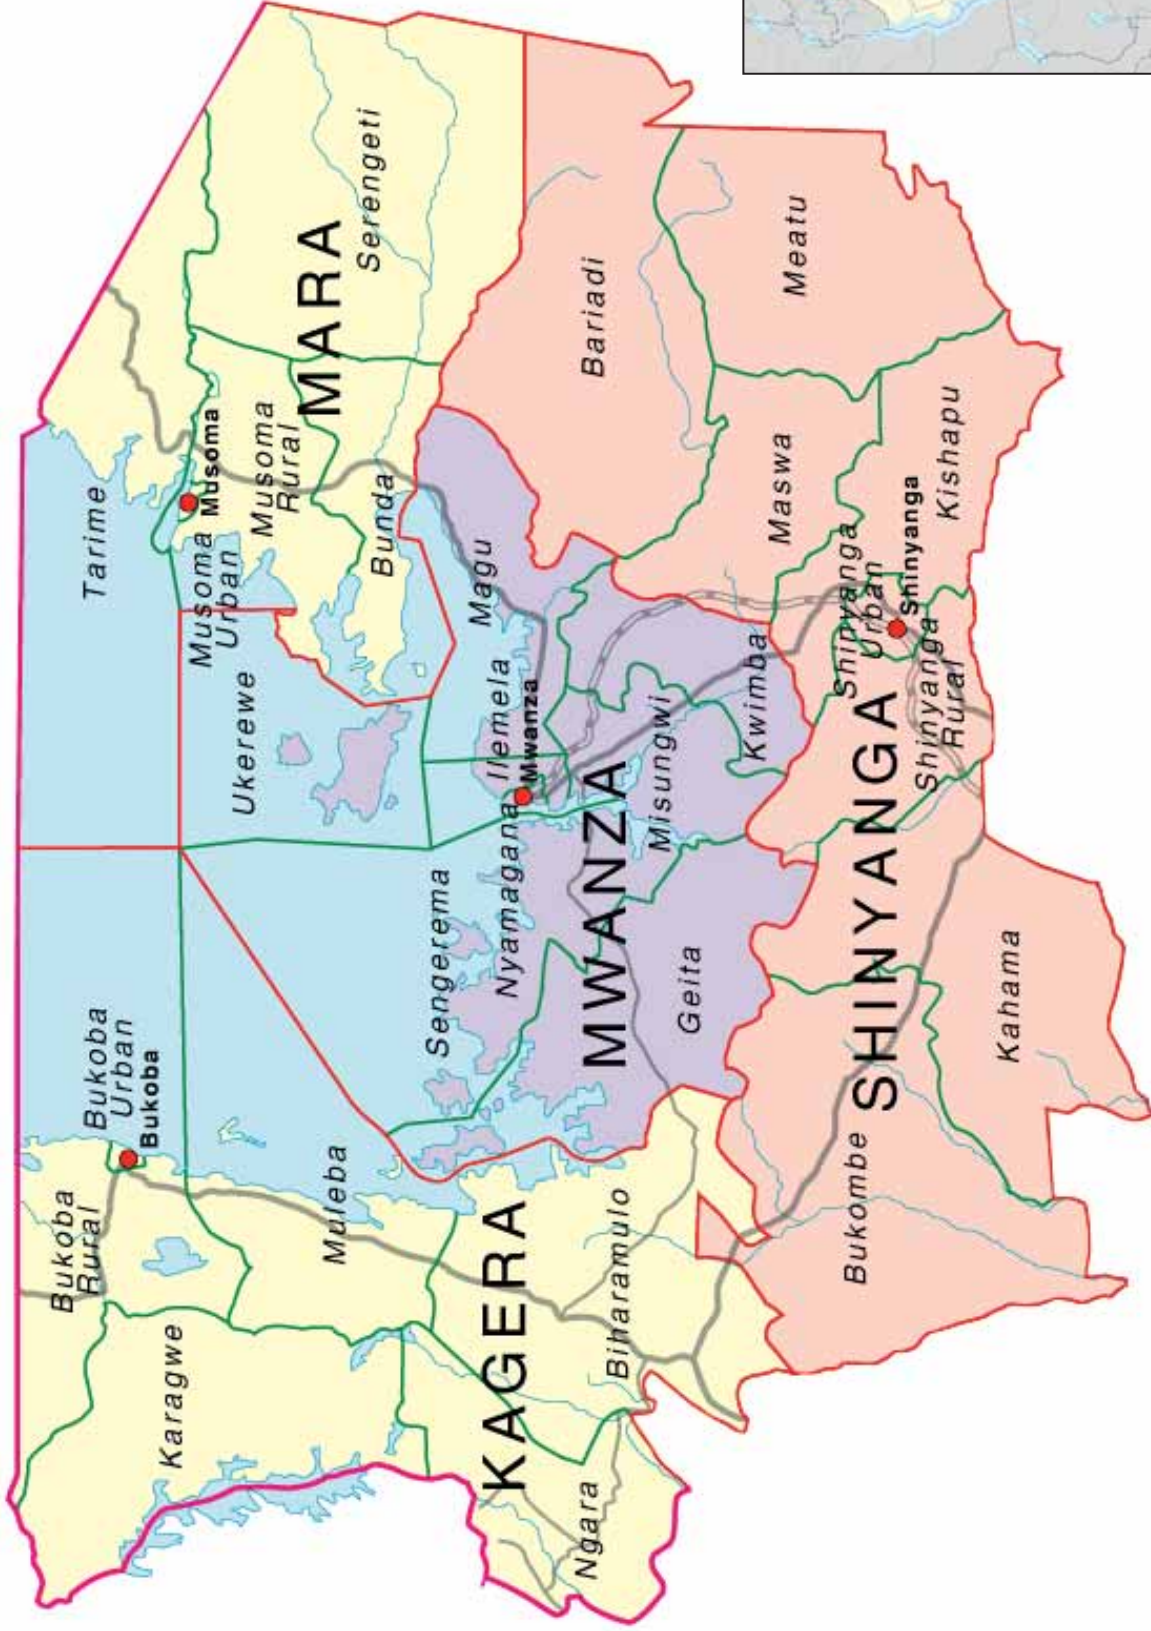 Bukoba
Rural
Bukoba
Urban
Bukoba
Karagwe
Muleba
KAGERA
Ngara
Biharamulo
Tarime
Musoma
Urban
Musoma
Musoma
Rural
MARA
Serengeti
Bunda
Ukerewe
Sengerema
Nyamagana
Ilemela
Mwanza
Magu
MWANZA
Geita
Misungwi
Kwimba
Bariadi
Meatu
Maswa
Kishapu
Shinyanga
Urban
Shinyanga
Shinyanga
Rural
SHINYANGA
Bukombe
Kahama